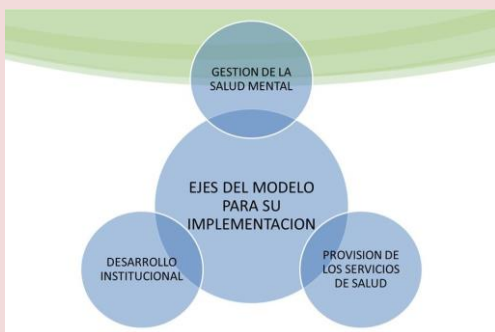 GESTION DE LA
SALUD MENTAL
EJES DEL MODELO
PARA SU
IMPLEMENTACION
DESARROLLO
INSTITUCIONAL
PROVISION DE
LOS SERVICIOS
DE SALUD